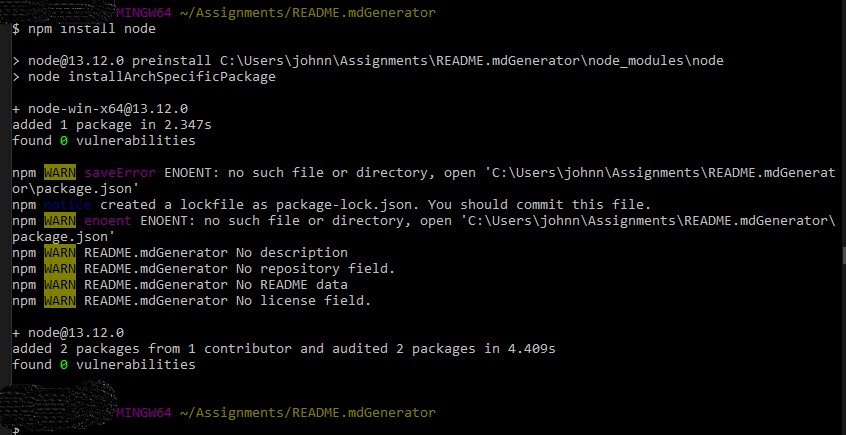 MINGW64 ~/Assignments/README.mdGenerator
$ npm install node
> node@13.12.0 preinstall C:\Users\johnn\Assignments\README.mdGenerator\node_modules\node
> node installArchSpecificPackage
+ node-win-x64@13.12.0
added 1 package in 2.347s
found 0 vulnerabilities
npm WARN saveError ENOENT: no such file or directory, open 'C:\Users\johnn\Assignments\README.mdGenerat
or\package.json'
npm notice created a lockfile as package-lock.json. You should commit this file.
npm WARN enoent ENOENT: no such file or directory, open 'C:\Users\johnn\Assignments\README.mdGenerator\
package.json'
npm WARN README.mdGenerator No description
npm WARN README.mdGenerator No repository field.
npm WARN README.mdGenerator No README data
npm WARN README.mdGenerator No license field.
+ node@13.12.0
added 2 packages from 1 contributor and audited 2 packages in 4.409s
found 0 vulnerabilities
MINGW64 ~/Assignments/README.mdGenerator